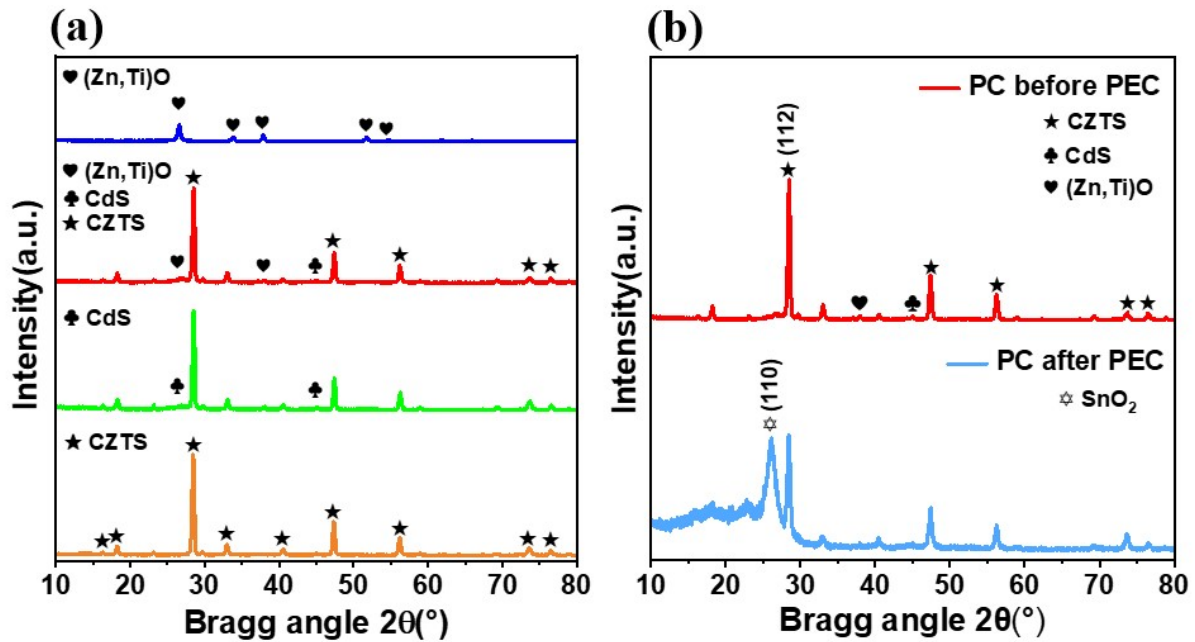 (a)
♥ (Zn,Ti)O
♥ (Zn,Ti)O
♣ CdS
★ CZTS
♣ CdS
★ CZTS
Intensity(a.u.)
10 20 30 40 50 60 70 80
Bragg angle 2θ(°)
(b)
PC before PEC
★ CZTS
♣ CdS
♥ (Zn,Ti)O
(112)
PC after PEC
✡ SnO₂
(110)
Intensity(a.u.)
10 20 30 40 50 60 70 80
Bragg angle 2θ(°)